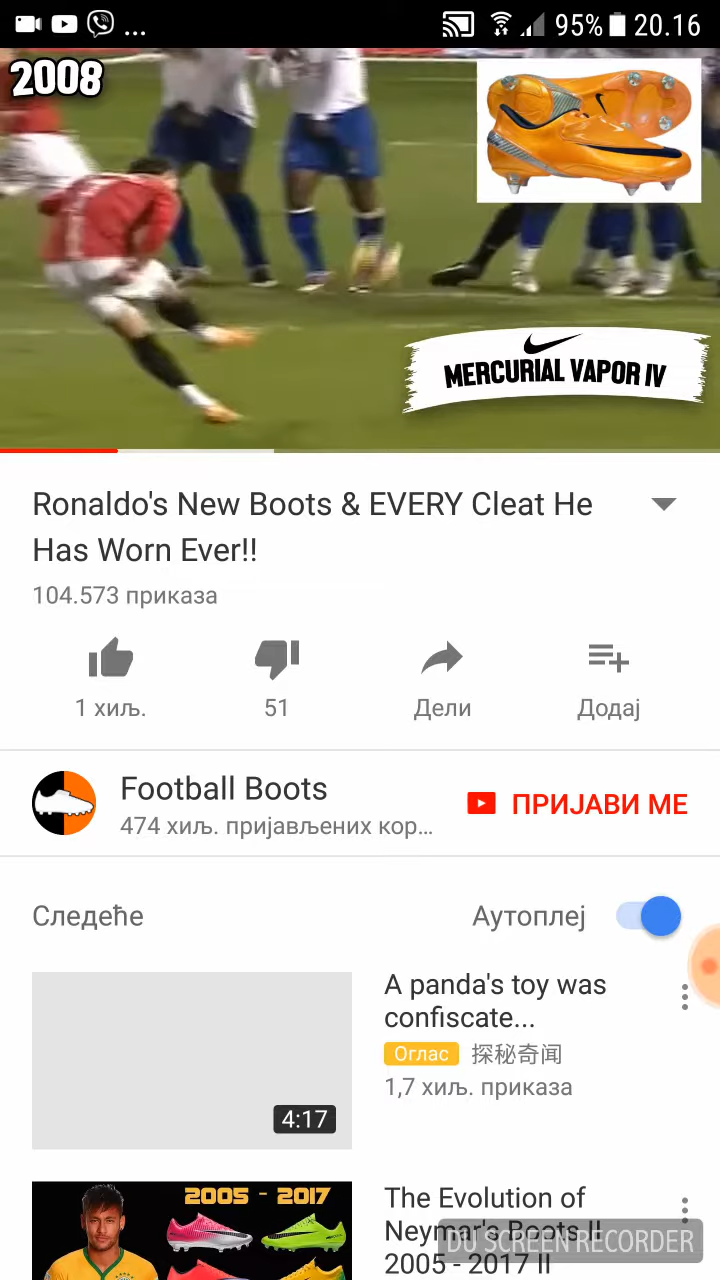 ... 95% 20.16
2008
MERCURIAL VAPOR IV
Ronaldo's New Boots & EVERY Cleat He
Has Worn Ever!!
104.573 приказа
1 хиљ.
51
Дели
Додај
Football Boots
474 хиљ. пријављених кор...
ПРИЈАВИ МЕ
Следеће
Аутоплеј
A panda's toy was
confiscate...
Оглас 探秘奇闻
1,7 хиљ. приказа
4:17
2005 - 2017
The Evolution of
Neymar's Boots ||
2005 - 2017 ||
DU SCREEN RECORDER